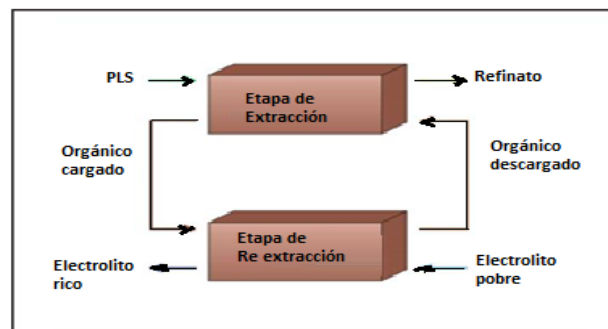 PLS
Etapa de
Extracción
Refinato
Orgánico
cargado
Orgánico
descargado
Etapa de
Re extracción
Electrolito
rico
Electrolito
pobre